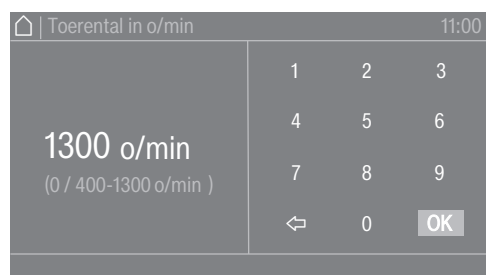 | Toerental in o/min 11:00
1300 o/min
(0 / 400-1300 o/min )
1 2 3
4 5 6
7 8 9
0 OK